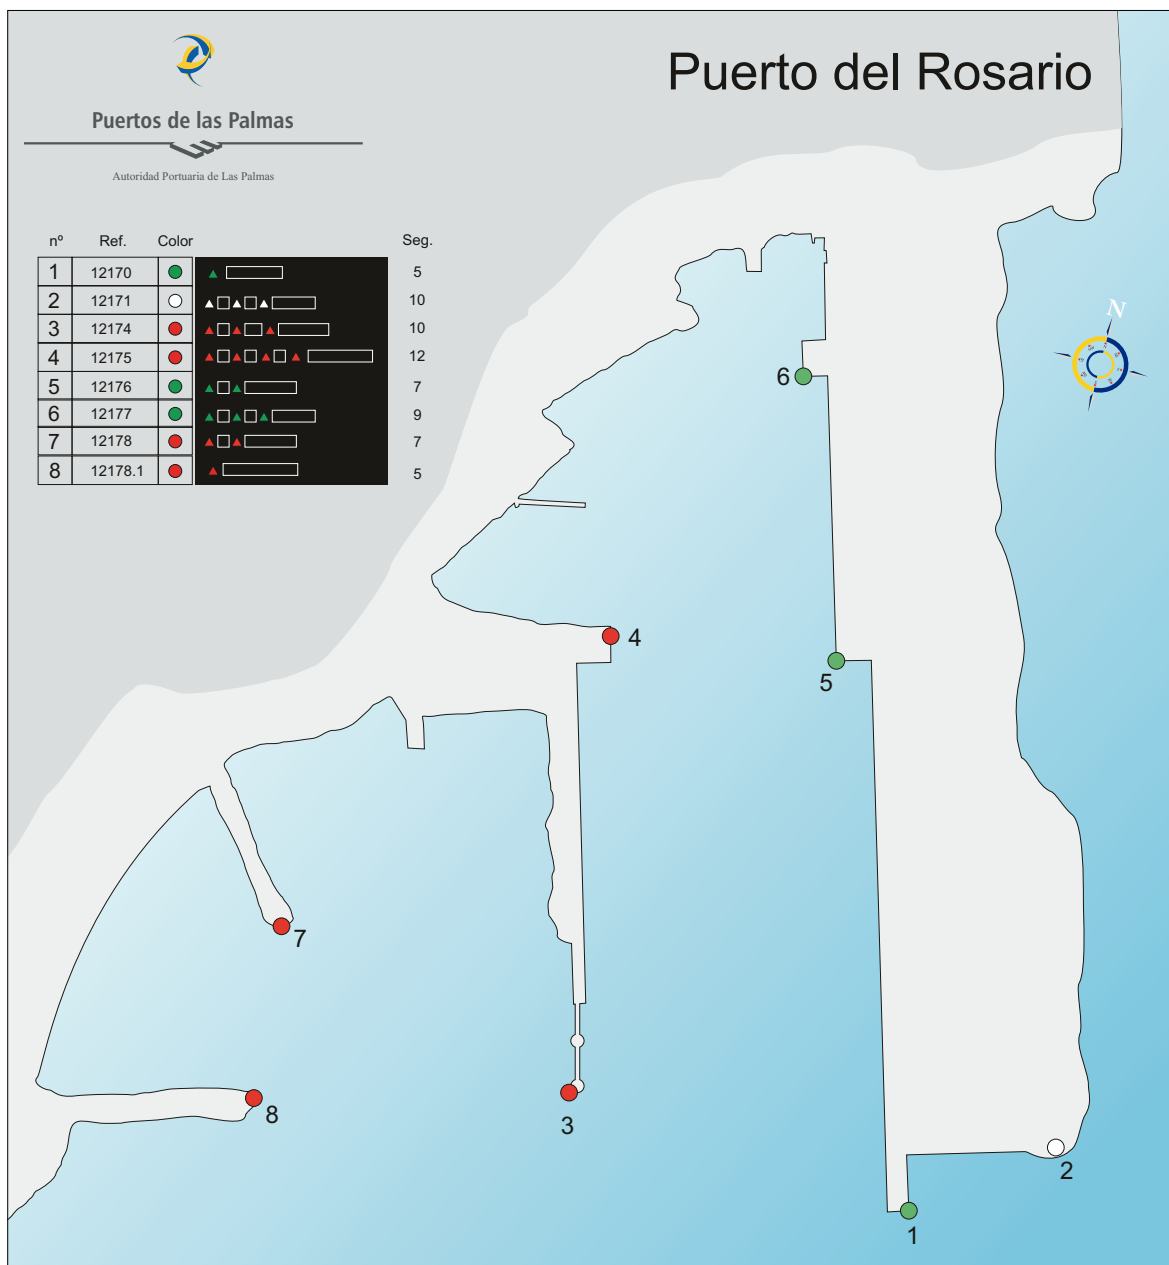 Puerto del Rosario
Puertos de las Palmas
Autoridad Portuaria de Las Palmas
nº Ref. Color Seg.
1 12170 5
2 12171 10
3 12174 10
4 12175 12
5 12176 7
6 12177 9
7 12178 7
8 12178.1 5
N
6
4
5
7
8
3
2
1